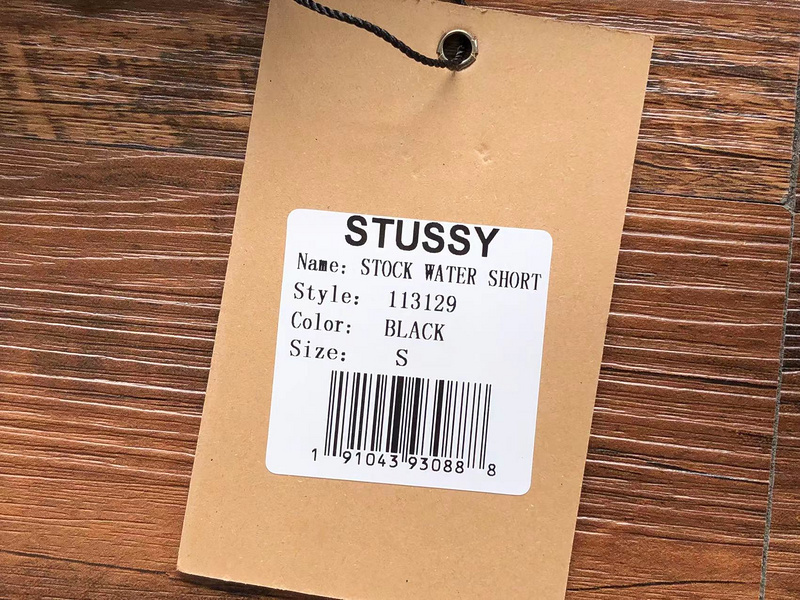 STUSSY
Name: STOCK WATER SHORT
Style: 113129
Color: BLACK
Size: S
1 91043 93088 8